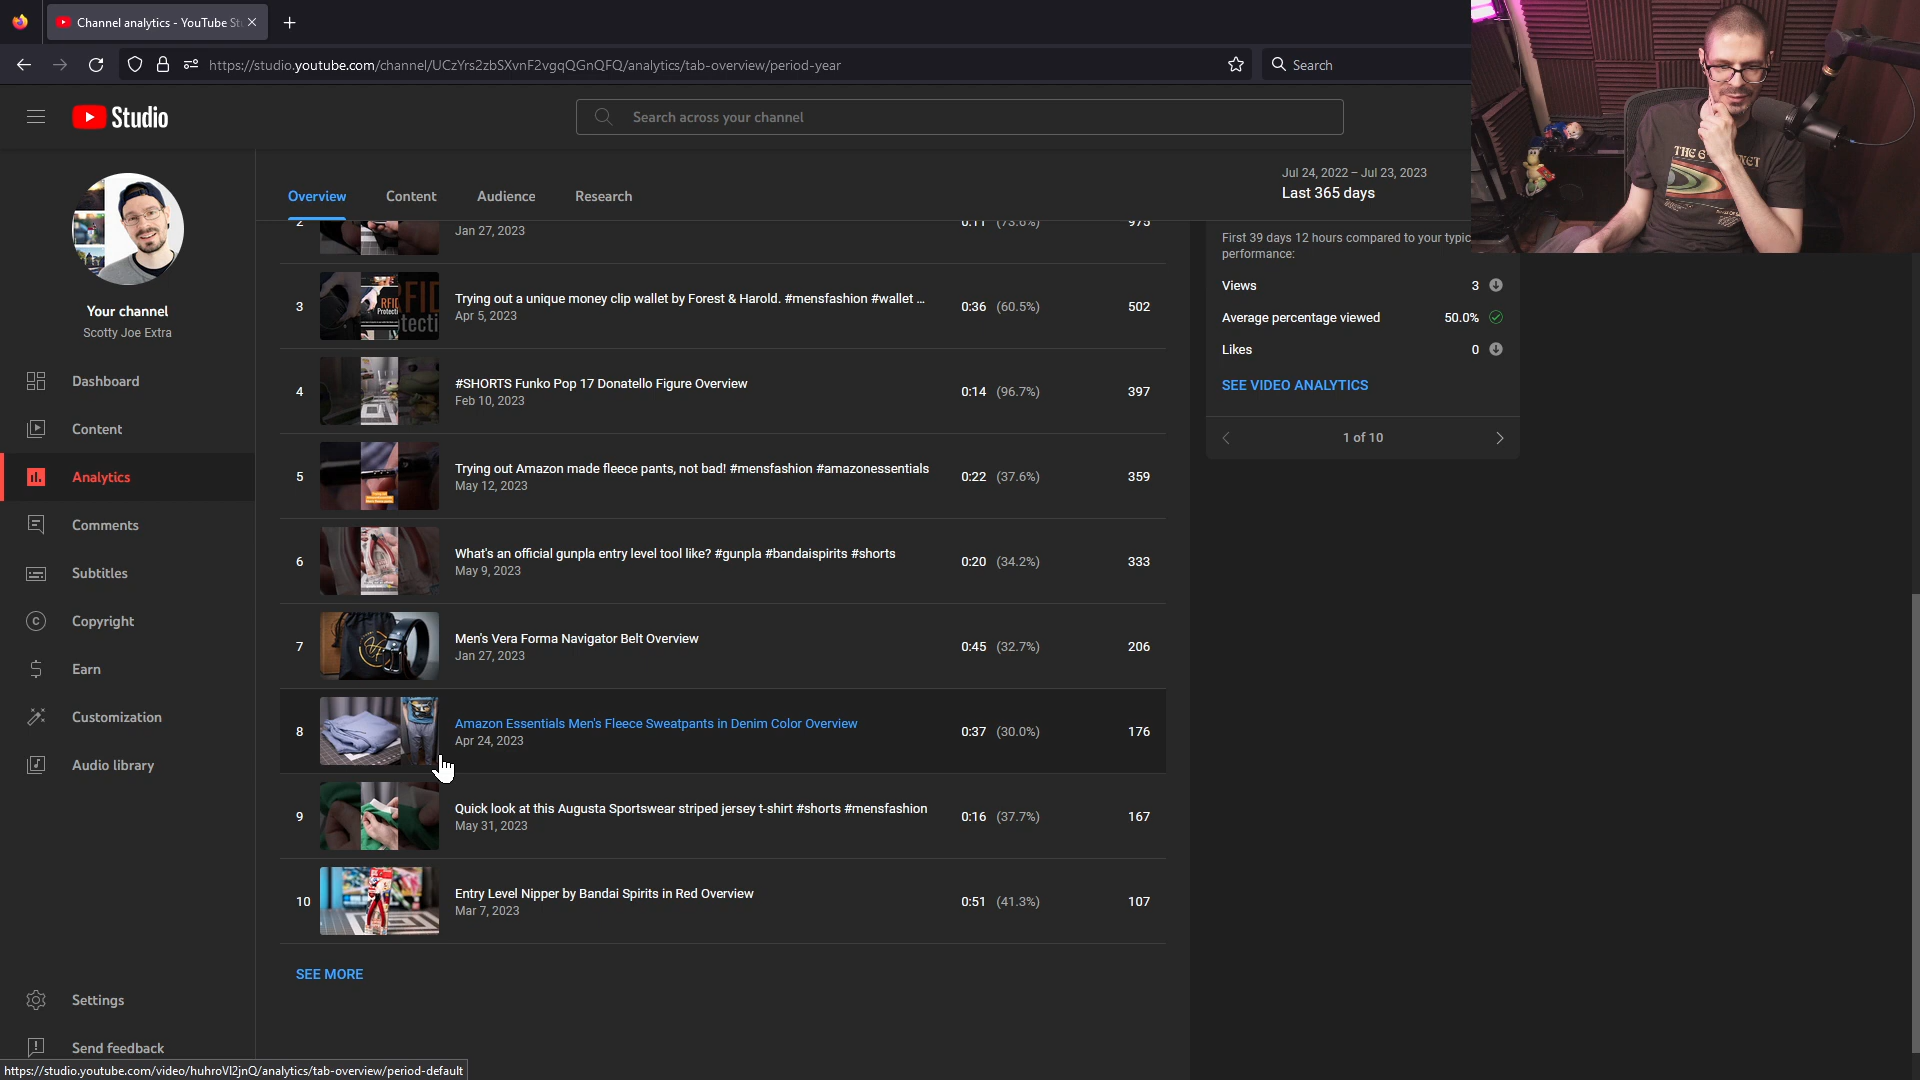 Channel analytics - YouTube St
https://studio.youtube.com/channel/UCzYrs2zbSXvnF2vgqQGnQFQ/analytics/tab-overview/period-year
Search
Studio
Search across your channel
Your channel
Scotty Joe Extra
Dashboard
Content
Analytics
Comments
Subtitles
Copyright
Earn
Customization
Audio library
Settings
Send feedback
Overview Content Audience Research
Jul 24, 2022 – Jul 23, 2023
Last 365 days
2 Jan 27, 2023 0:11 (73.6%) 975
3 Trying out a unique money clip wallet by Forest & Harold. #mensfashion #wallet ... 0:36 (60.5%) 502
Apr 5, 2023
4 #SHORTS Funko Pop 17 Donatello Figure Overview 0:14 (96.7%) 397
Feb 10, 2023
5 Trying out Amazon made fleece pants, not bad! #mensfashion #amazonessentials 0:22 (37.6%) 359
May 12, 2023
6 What's an official gunpla entry level tool like? #gunpla #bandaispirits #shorts 0:20 (34.2%) 333
May 9, 2023
7 Men's Vera Forma Navigator Belt Overview 0:45 (32.7%) 206
Jan 27, 2023
8 Amazon Essentials Men's Fleece Sweatpants in Denim Color Overview 0:37 (30.0%) 176
Apr 24, 2023
9 Quick look at this Augusta Sportswear striped jersey t-shirt #shorts #mensfashion 0:16 (37.7%) 167
May 31, 2023
10 Entry Level Nipper by Bandai Spirits in Red Overview 0:51 (41.3%) 107
Mar 7, 2023
SEE MORE
First 39 days 12 hours compared to your typic
performance:
Views 3
Average percentage viewed 50.0%
Likes 0
SEE VIDEO ANALYTICS
1 of 10
https://studio.youtube.com/video/huhroVl2jnQ/analytics/tab-overview/period-default